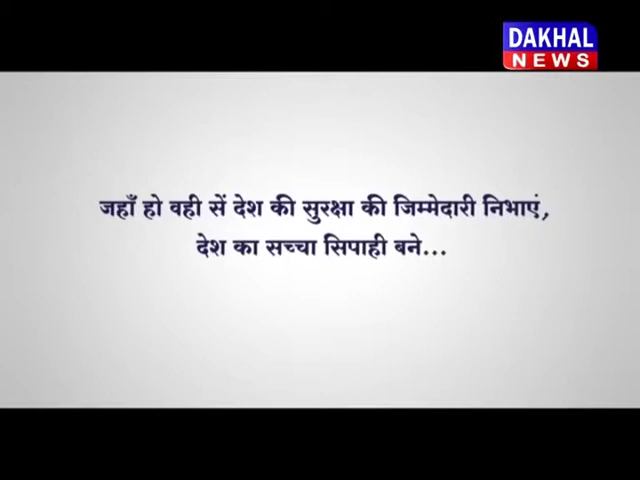 DAKHAL
NEWS
जहाँ हो वही सें देश की सुरक्षा की जिम्मेदारी निभाएं,
देश का सच्चा सिपाही बने...